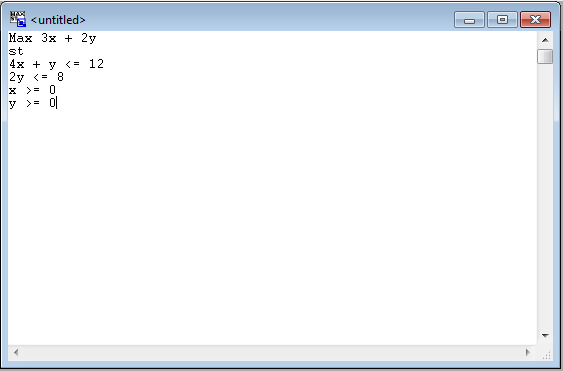 <untitled>
Max 3x + 2y
st
4x + y <= 12
2y <= 8
x >= 0
y >= 0